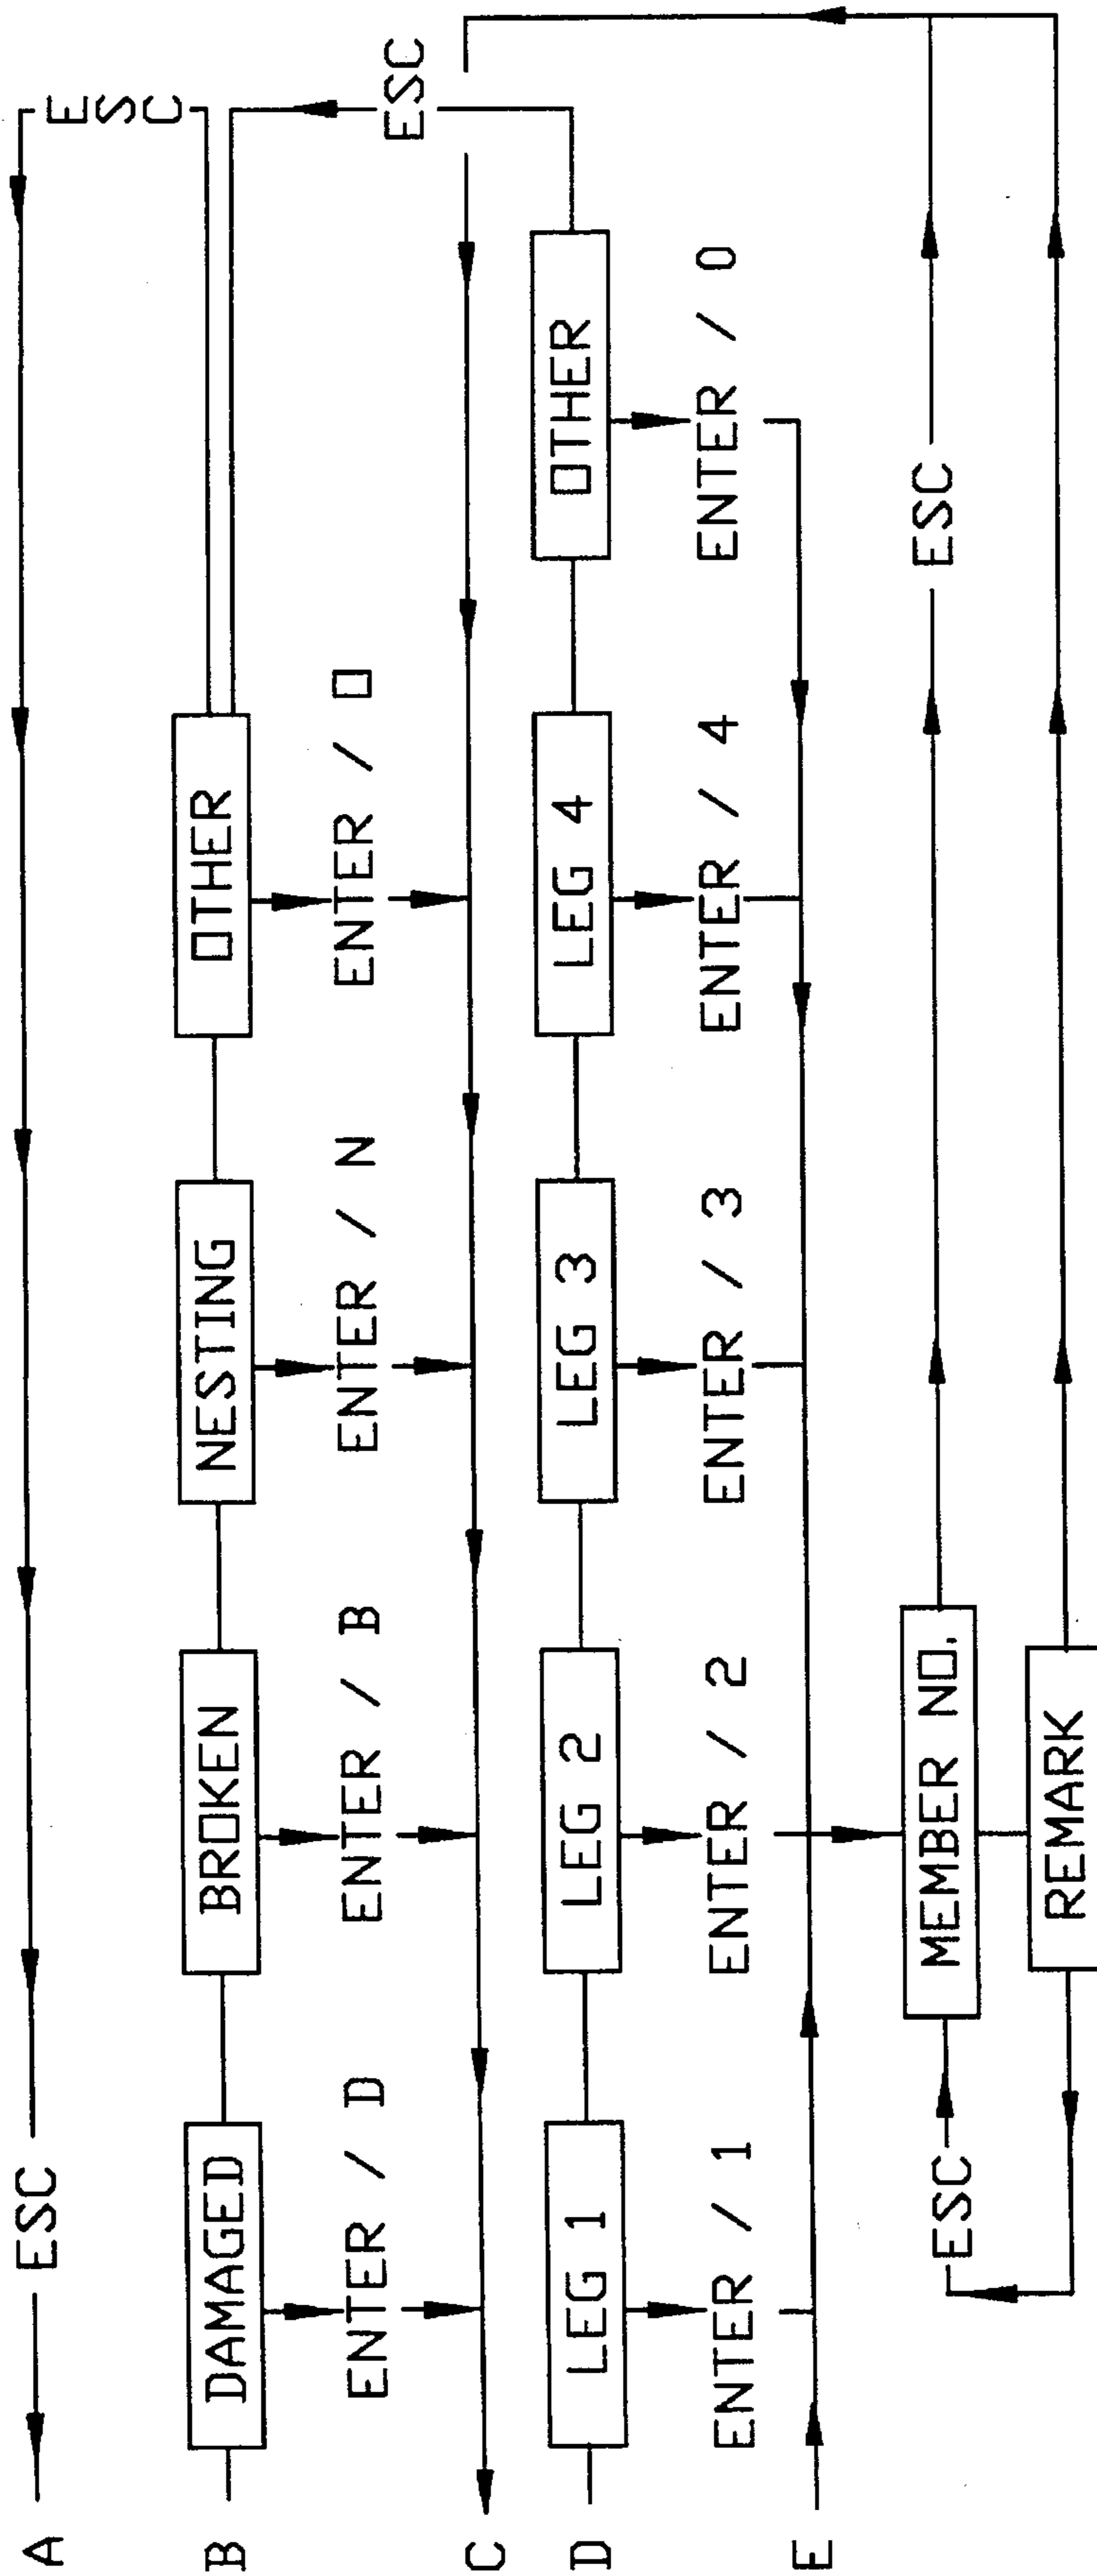 A ESC ESC
B DAMAGED BROKEN NESTING OTHER
ENTER / D ENTER / B ENTER / N ENTER / O
ESC
C
D LEG 1 LEG 2 LEG 3 LEG 4 OTHER
ENTER / 1 ENTER / 2 ENTER / 3 ENTER / 4 ENTER / 0
E
ESC MEMBER NO. ESC
REMARK